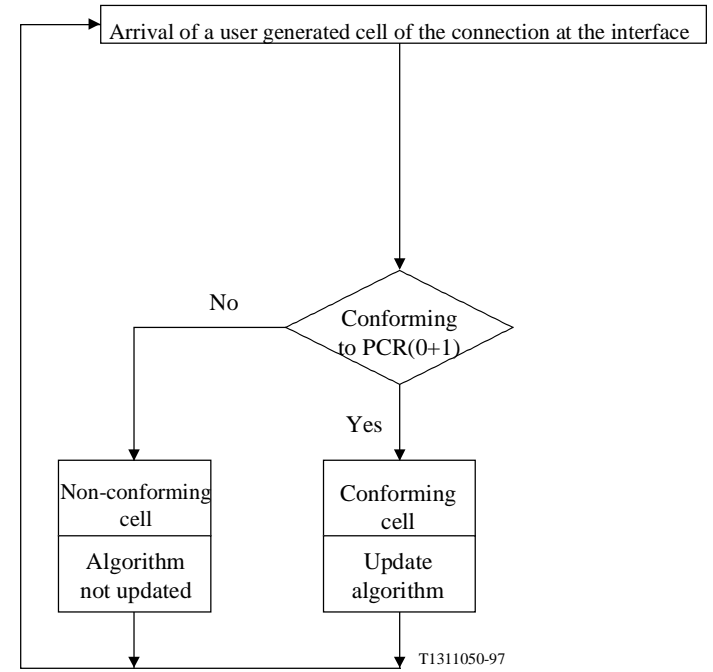 Arrival of a user generated cell of the connection at the interface
No
Conforming
to PCR(0+1)
Yes
Non-conforming
cell
Algorithm
not updated
Conforming
cell
Update
algorithm
T1311050-97